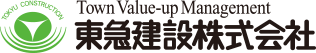 TOKYU CONSTRUCTION
Town Value-up Management
東急建設株式会社